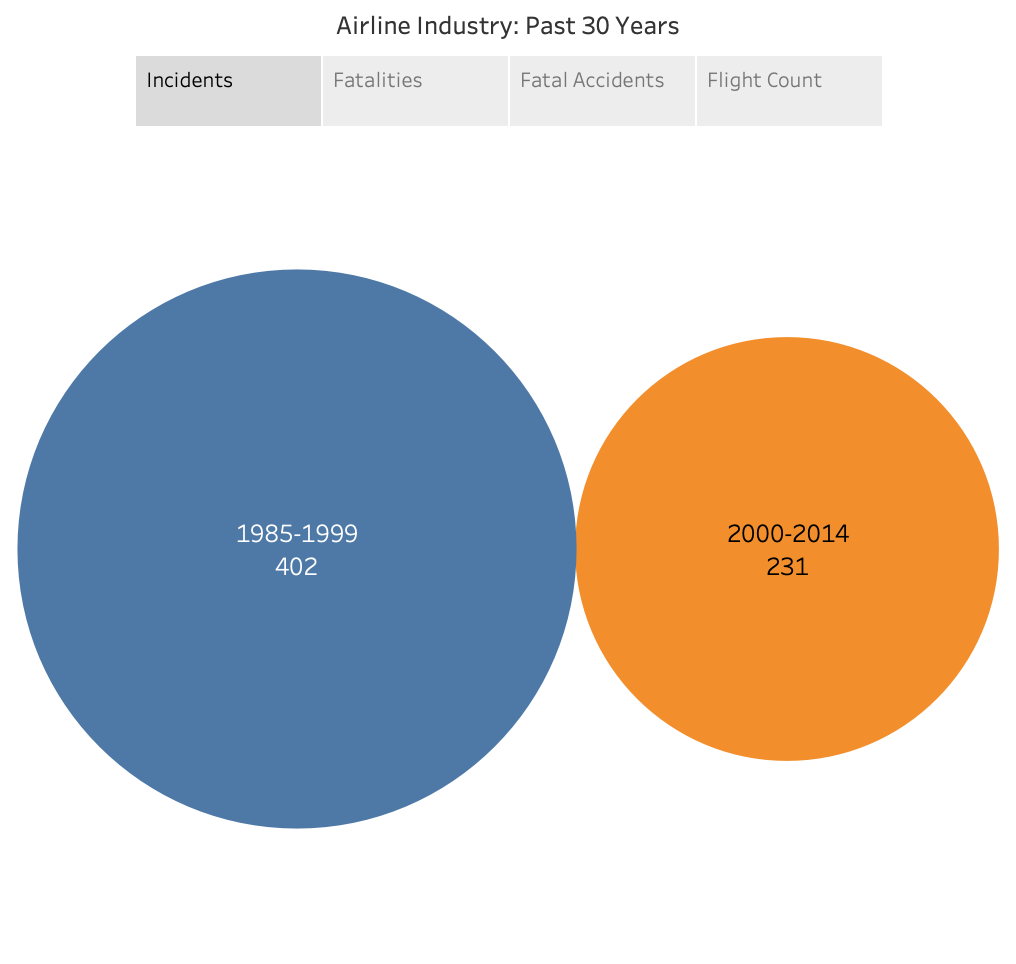 Airline Industry: Past 30 Years
Incidents
Fatalities
Fatal Accidents
Flight Count
1985-1999
402
2000-2014
231